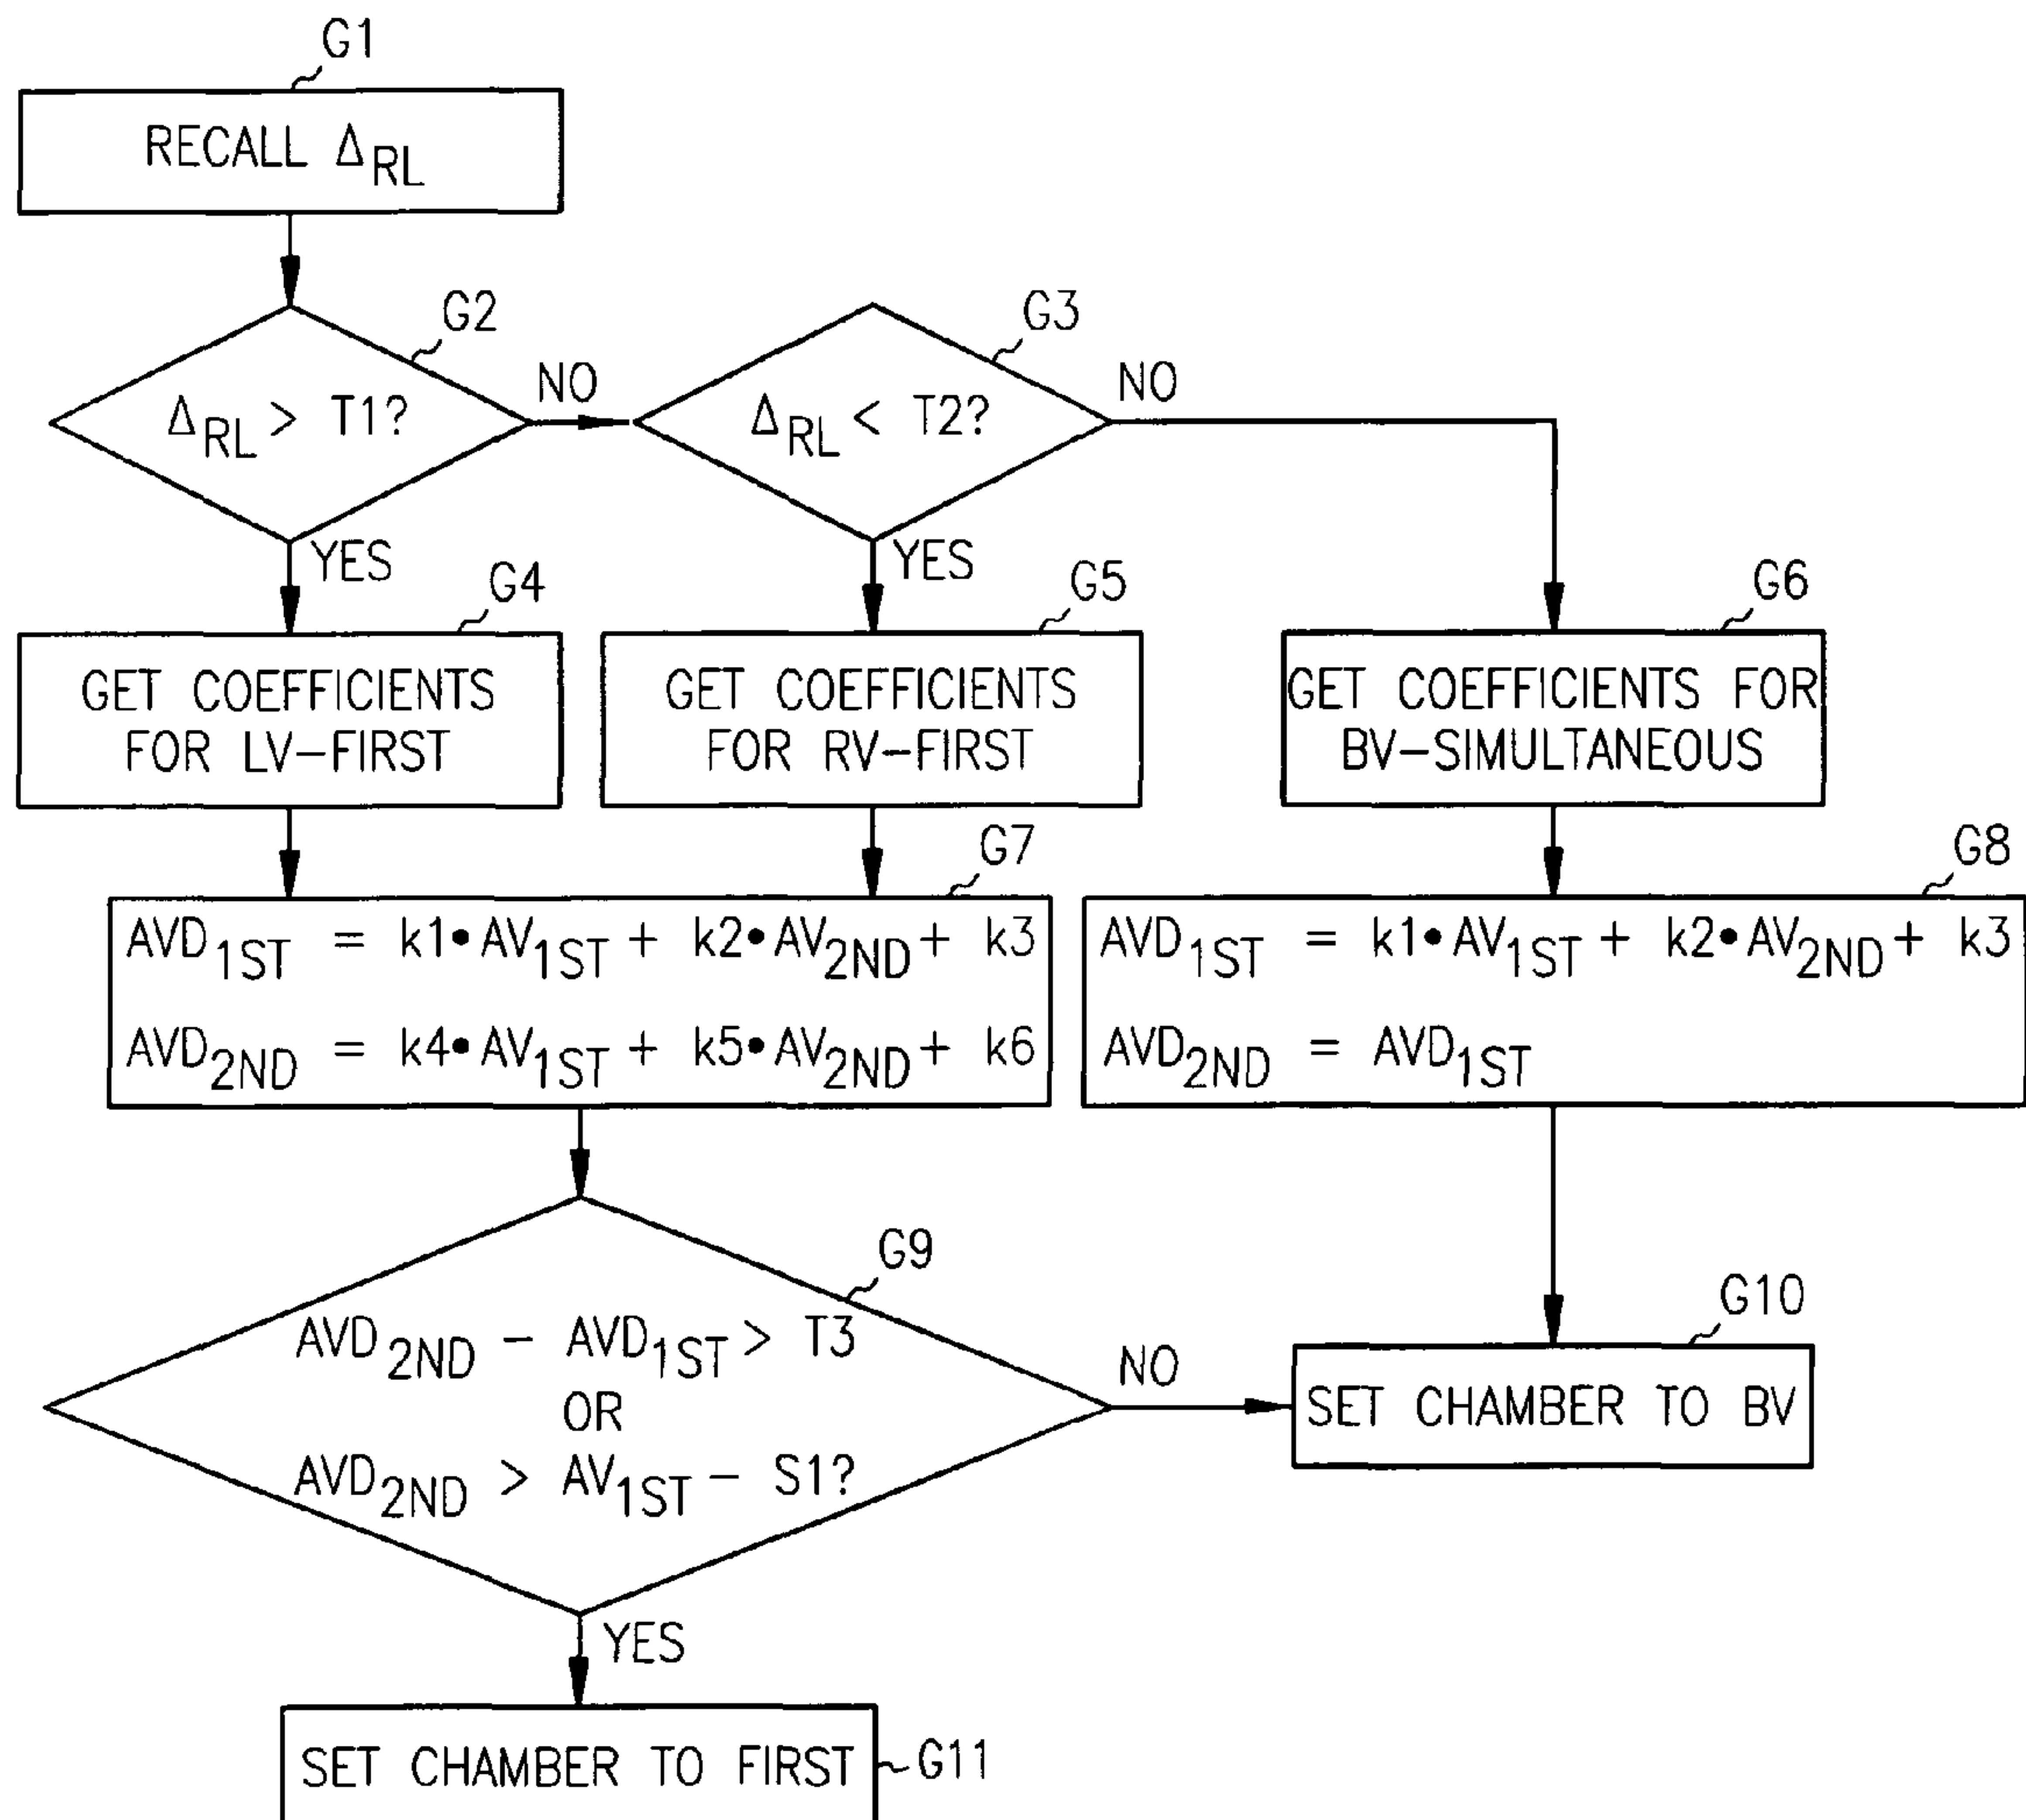 G1
RECALL Δ_RL
G2
Δ_RL > T1?
NO
G3
Δ_RL < T2?
NO
YES
YES
G4
GET COEFFICIENTS
FOR LV-FIRST
G5
GET COEFFICIENTS
FOR RV-FIRST
G6
GET COEFFICIENTS FOR
BV-SIMULTANEOUS
G7
AVD_1ST = k1•AV_1ST + k2•AV_2ND + k3
AVD_2ND = k4•AV_1ST + k5•AV_2ND + k6
G8
AVD_1ST = k1•AV_1ST + k2•AV_2ND + k3
AVD_2ND = AVD_1ST
G9
AVD_2ND - AVD_1ST > T3
OR
AVD_2ND > AV_1ST - S1?
NO
G10
SET CHAMBER TO BV
YES
SET CHAMBER TO FIRST
G11